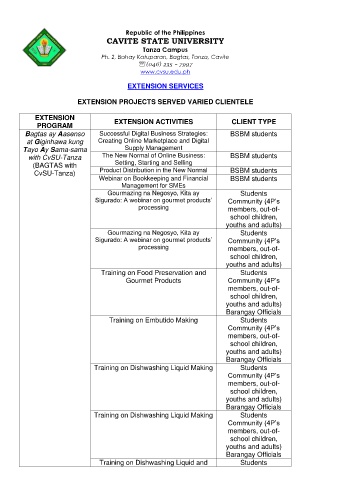 Republic of the Philippines
CAVITE STATE UNIVERSITY
Tanza Campus
Ph. 2, Bahay Katuparan, Bagtas, Tanza, Cavite
☏ (046) 235 – 7997
www.cvsu.edu.ph
EXTENSION SERVICES
EXTENSION PROJECTS SERVED VARIED CLIENTELE
EXTENSION PROGRAM
EXTENSION ACTIVITIES
CLIENT TYPE
Bagtas ay Aasenso
at Giginhawa kung
Tayo Ay Sama-sama
with CvSU-Tanza
(BAGTAS with
CvSU-Tanza)
Successful Digital Business Strategies:
Creating Online Marketplace and Digital
Supply Management
BSBM students
The New Normal of Online Business:
Setting, Starting and Selling
BSBM students
Product Distribution in the New Normal
BSBM students
Webinar on Bookeeping and Financial
Management for SMEs
BSBM students
Gourmazing na Negosyo, Kita ay
Sigurado: A webinar on gourmet products'
processing
Students
Community (4P's
members, out-of-
school children,
youths and adults)
Gourmazing na Negosyo, Kita ay
Sigurado: A webinar on gourmet products'
processing
Students
Community (4P's
members, out-of-
school children,
youths and adults)
Training on Food Preservation and
Gourmet Products
Students
Community (4P's
members, out-of-
school children,
youths and adults)
Barangay Officials
Training on Embutido Making
Students
Community (4P's
members, out-of-
school children,
youths and adults)
Barangay Officials
Training on Dishwashing Liquid Making
Students
Community (4P's
members, out-of-
school children,
youths and adults)
Barangay Officials
Training on Dishwashing Liquid Making
Students
Community (4P's
members, out-of-
school children,
youths and adults)
Barangay Officials
Training on Dishwashing Liquid and
Students